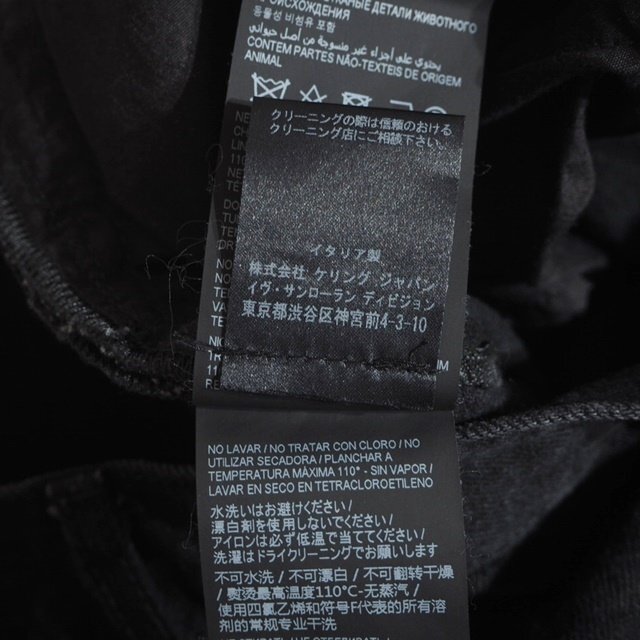 ДЕТАЛИ ЖИВОТНОГО
동물성 비섬유 포함
يحتوي على أجزاء غير منسوجة من أصل حيواني
CONTEM PARTES NÃO-TEXTEIS DE ORIGEM
ANIMAL
クリーニングの際は信頼のおける
クリーニング店にご相談下さい。
イタリア製
株式会社 ケリング ジャパン
イヴ・サンローラン ディビジョン
東京都渋谷区神宮前4-3-10
NO LAVAR / NO TRATAR CON CLORO / NO
UTILIZAR SECADORA / PLANCHAR A
TEMPERATURA MÁXIMA 110° - SIN VAPOR /
LAVAR EN SECO EN TETRACLOROETILENO
水洗いはお避けください/
漂白剤を使用しないでください/
アイロンは必ず低温で当ててください/
洗濯はドライクリーニングでお願いします
不可水洗 / 不可漂白 / 不可翻转干燥
/ 熨烫最高温度110℃-无蒸汽 /
使用四氯乙烯和符号F代表的所有溶
剂的常规专业干洗